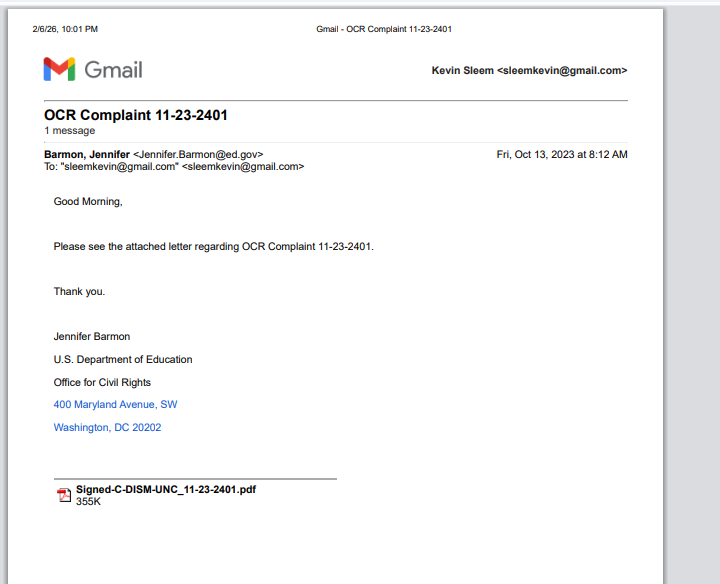 2/6/26, 10:01 PM
Gmail - OCR Complaint 11-23-2401
Gmail
Kevin Sleem <sleemkevin@gmail.com>
OCR Complaint 11-23-2401
1 message
Barmon, Jennifer <Jennifer.Barmon@ed.gov>
Fri, Oct 13, 2023 at 8:12 AM
To: "sleemkevin@gmail.com" <sleemkevin@gmail.com>
Good Morning,
Please see the attached letter regarding OCR Complaint 11-23-2401.
Thank you.
Jennifer Barmon
U.S. Department of Education
Office for Civil Rights
400 Maryland Avenue, SW
Washington, DC 20202
Signed-C-DISM-UNC_11-23-2401.pdf
355K